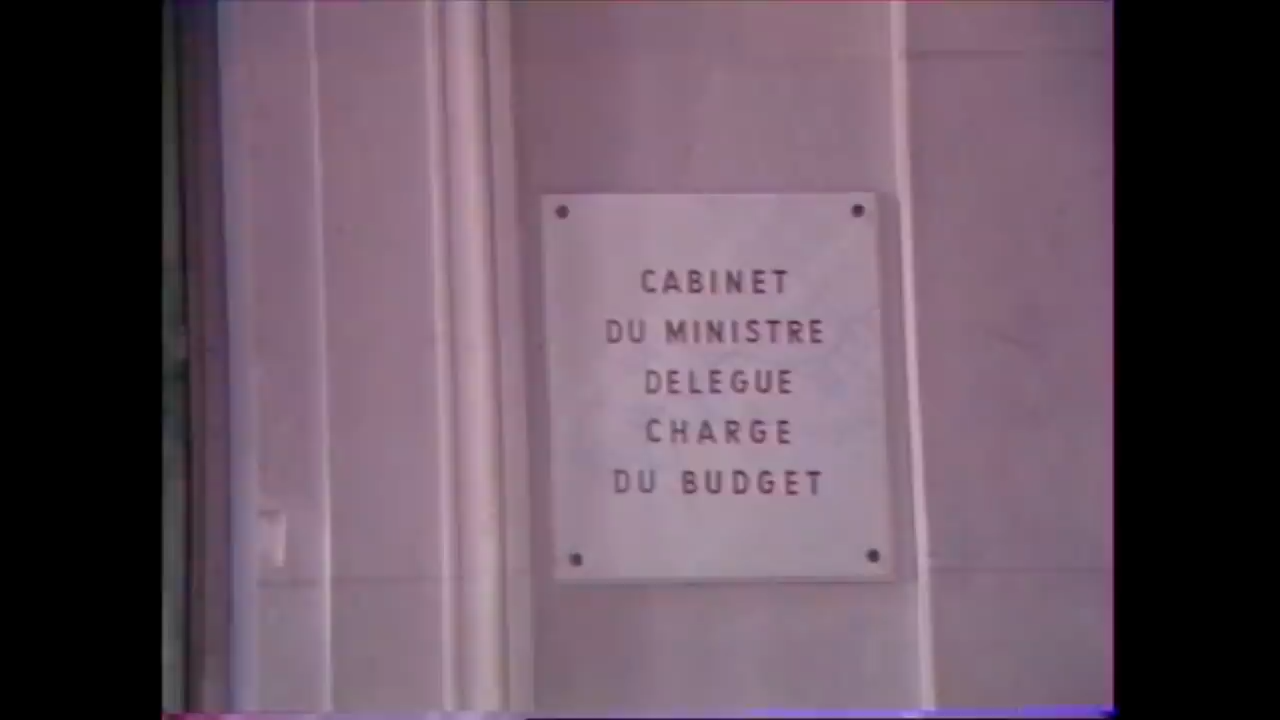 CABINET
DU MINISTRE
DELEGUE
CHARGE
DU BUDGET